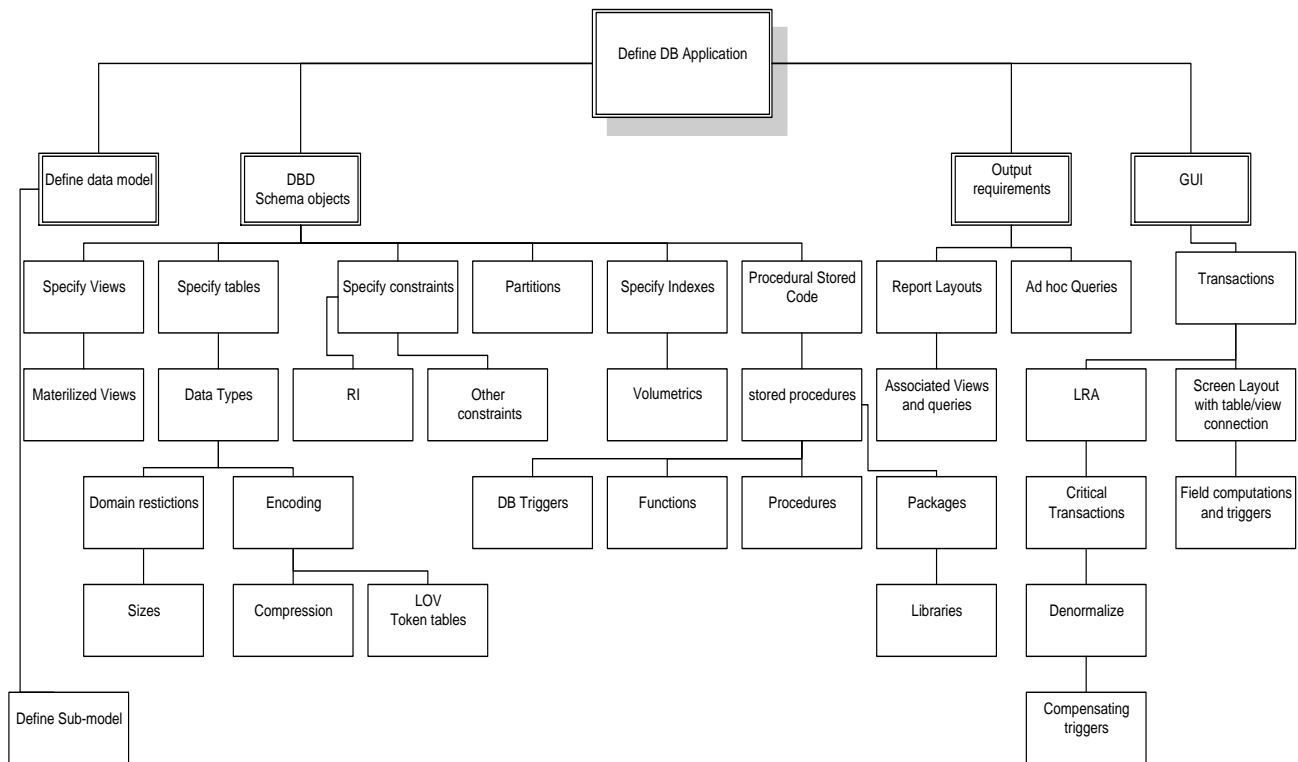 Define DB Application
Define data model
DBD
Schema objects
Output
requirements
GUI
Specify Views
Specify tables
Specify constraints
Partitions
Specify Indexes
Procedural Stored
Code
Report Layouts
Ad hoc Queries
Transactions
Materilized Views
Data Types
RI
Other
constraints
Volumetrics
stored procedures
Associated Views
and queries
LRA
Screen Layout
with table/view
connection
Domain restictions
Encoding
DB Triggers
Functions
Procedures
Packages
Critical
Transactions
Field computations
and triggers
Sizes
Compression
LOV
Token tables
Libraries
Denormalize
Define Sub-model
Compensating
triggers